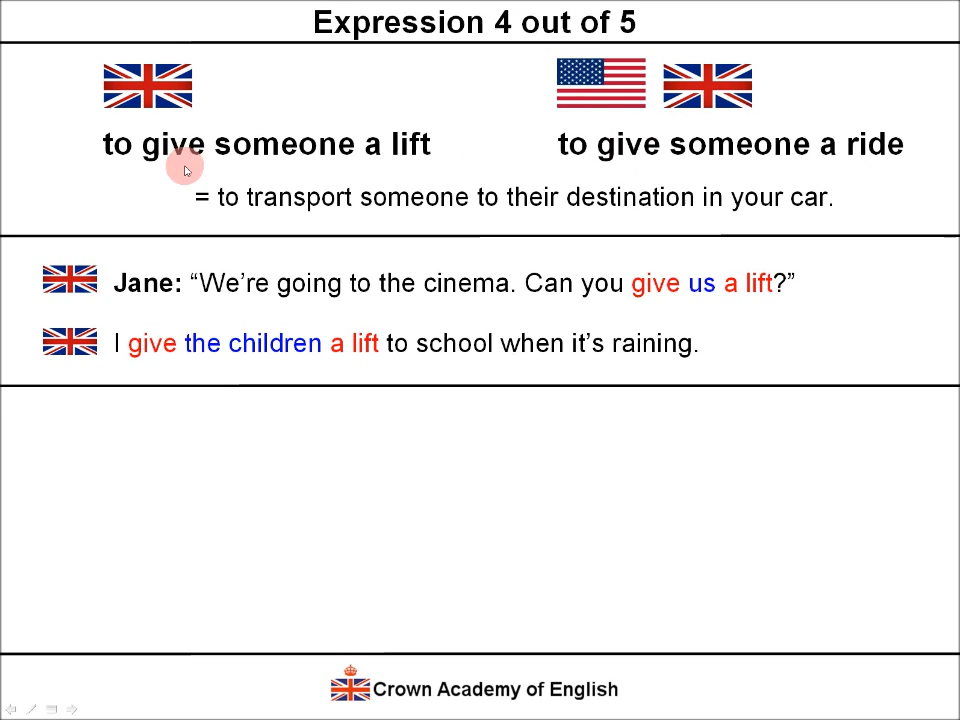 Expression 4 out of 5
to give someone a lift
to give someone a ride
= to transport someone to their destination in your car.
Jane: “We’re going to the cinema. Can you give us a lift?”
I give the children a lift to school when it’s raining.
Crown Academy of English